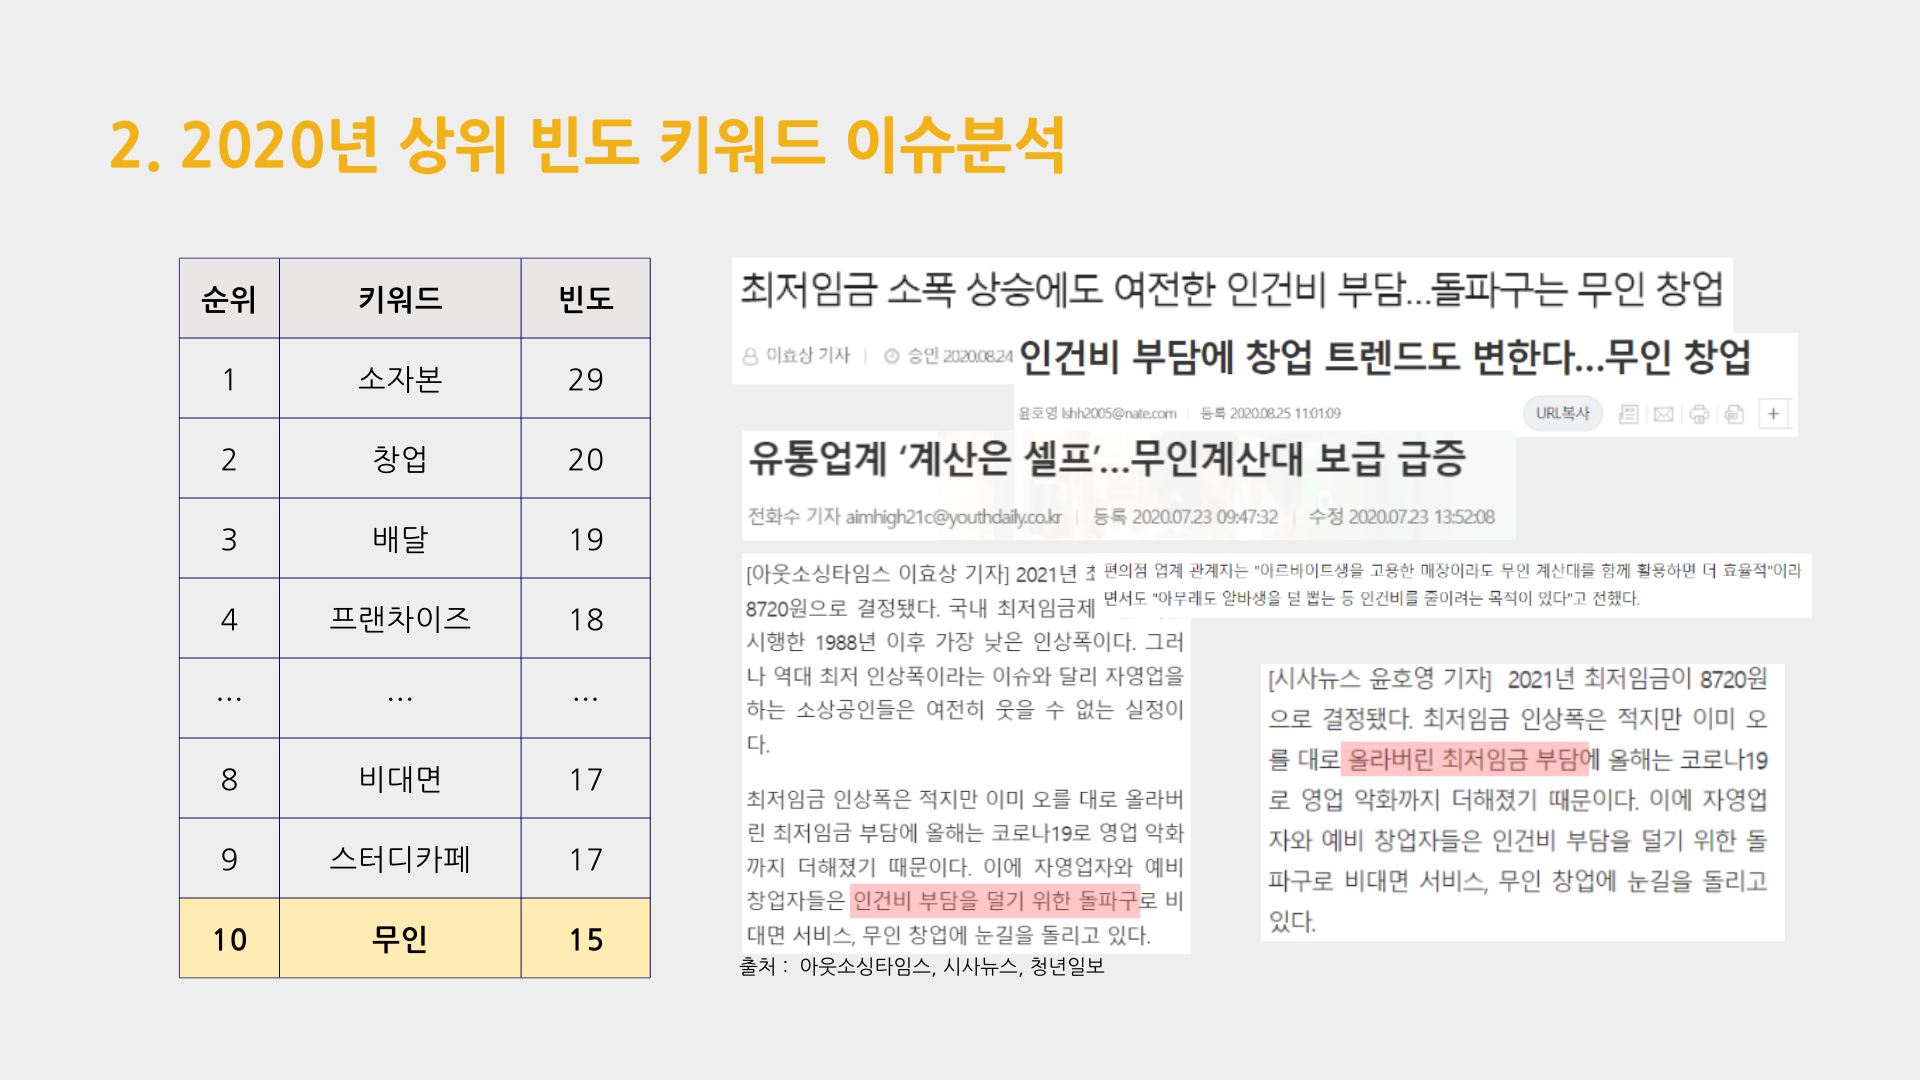 2. 2020년 상위 빈도 키워드 이슈분석
순위 키워드 빈도
1 소자본 29
2 창업 20
3 배달 19
4 프랜차이즈 18
... ... ...
8 비대면 17
9 스터디카페 17
10 무인 15
최저임금 소폭 상승에도 여전한 인건비 부담...돌파구는 무인 창업
이효상 기자 승인 2020.08.24
인건비 부담에 창업 트렌드도 변한다...무인 창업
윤호영 lshh2005@nate.com 등록 2020.08.25 11:01:09 URL복사
유통업계 ‘계산은 셀프’...무인계산대 보급 급증
전화수 기자 aimhigh21c@youthdaily.co.kr 등록 2020.07.23 09:47:32 수정 2020.07.23 13:52:08
[아웃소싱타임스 이효상 기자] 2021년
8720원으로 결정됐다. 국내 최저임금제
시행한 1988년 이후 가장 낮은 인상폭이다. 그러
나 역대 최저 인상폭이라는 이슈와 달리 자영업을
하는 소상공인들은 여전히 웃을 수 없는 실정이
다.
최저임금 인상폭은 적지만 이미 오를 대로 올라버
린 최저임금 부담에 올해는 코로나19로 영업 악화
까지 더해졌기 때문이다. 이에 자영업자와 예비
창업자들은 인건비 부담을 덜기 위한 돌파구로 비
대면 서비스, 무인 창업에 눈길을 돌리고 있다.
편의점 업계 관계자는 "아르바이트생을 고용한 매장이라도 무인 계산대를 함께 활용하면 더 효율적"이라
면서도 "아무래도 알바생을 덜 뽑는 등 인건비를 줄이려는 목적이 있다"고 전했다.
[시사뉴스 윤호영 기자] 2021년 최저임금이 8720원
으로 결정됐다. 최저임금 인상폭은 적지만 이미 오
를 대로 올라버린 최저임금 부담에 올해는 코로나19
로 영업 악화까지 더해졌기 때문이다. 이에 자영업
자와 예비 창업자들은 인건비 부담을 덜기 위한 돌
파구로 비대면 서비스, 무인 창업에 눈길을 돌리고
있다.
출처 : 아웃소싱타임스, 시사뉴스, 청년일보